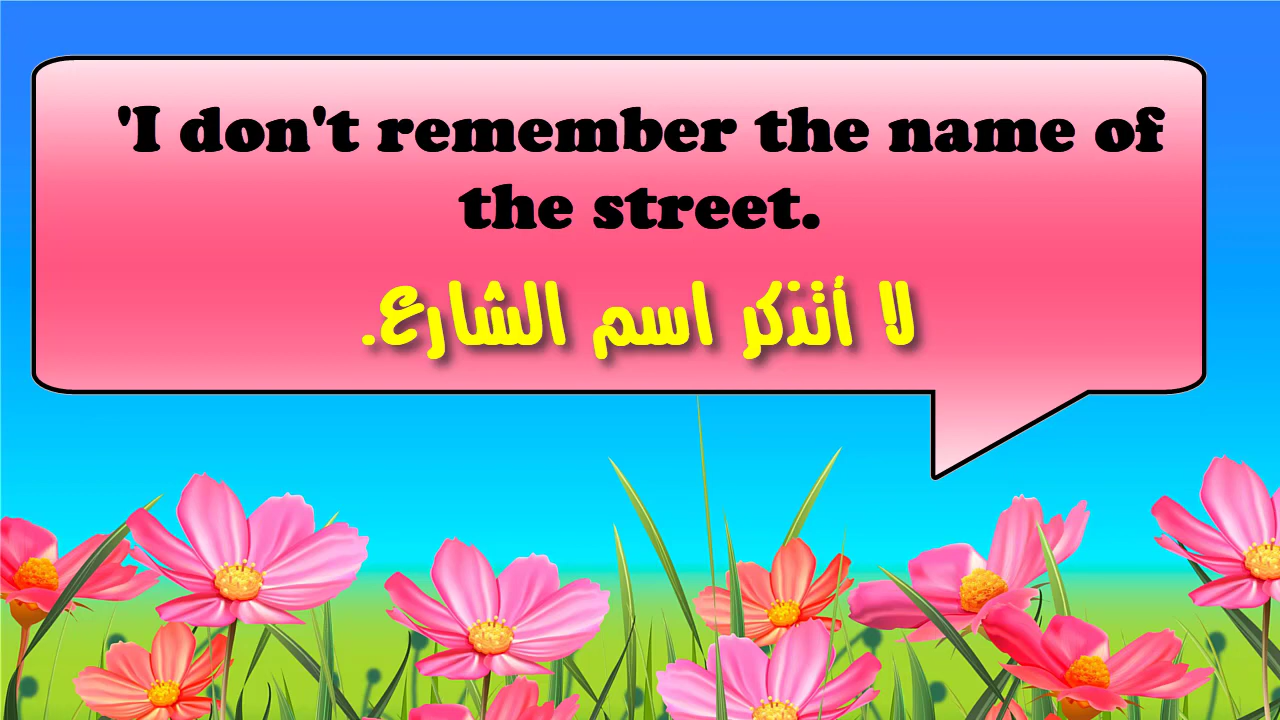 'I don't remember the name of
the street.
لا أتذكر اسم الشارع.